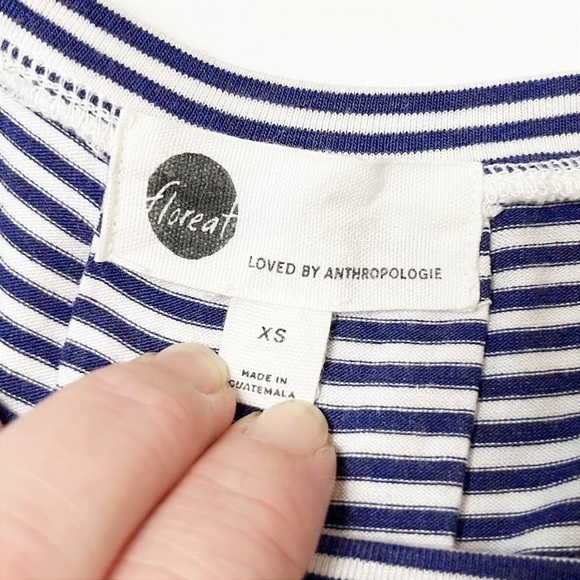 floreat
LOVED BY ANTHROPOLOGIE
XS
MADE IN
GUATEMALA